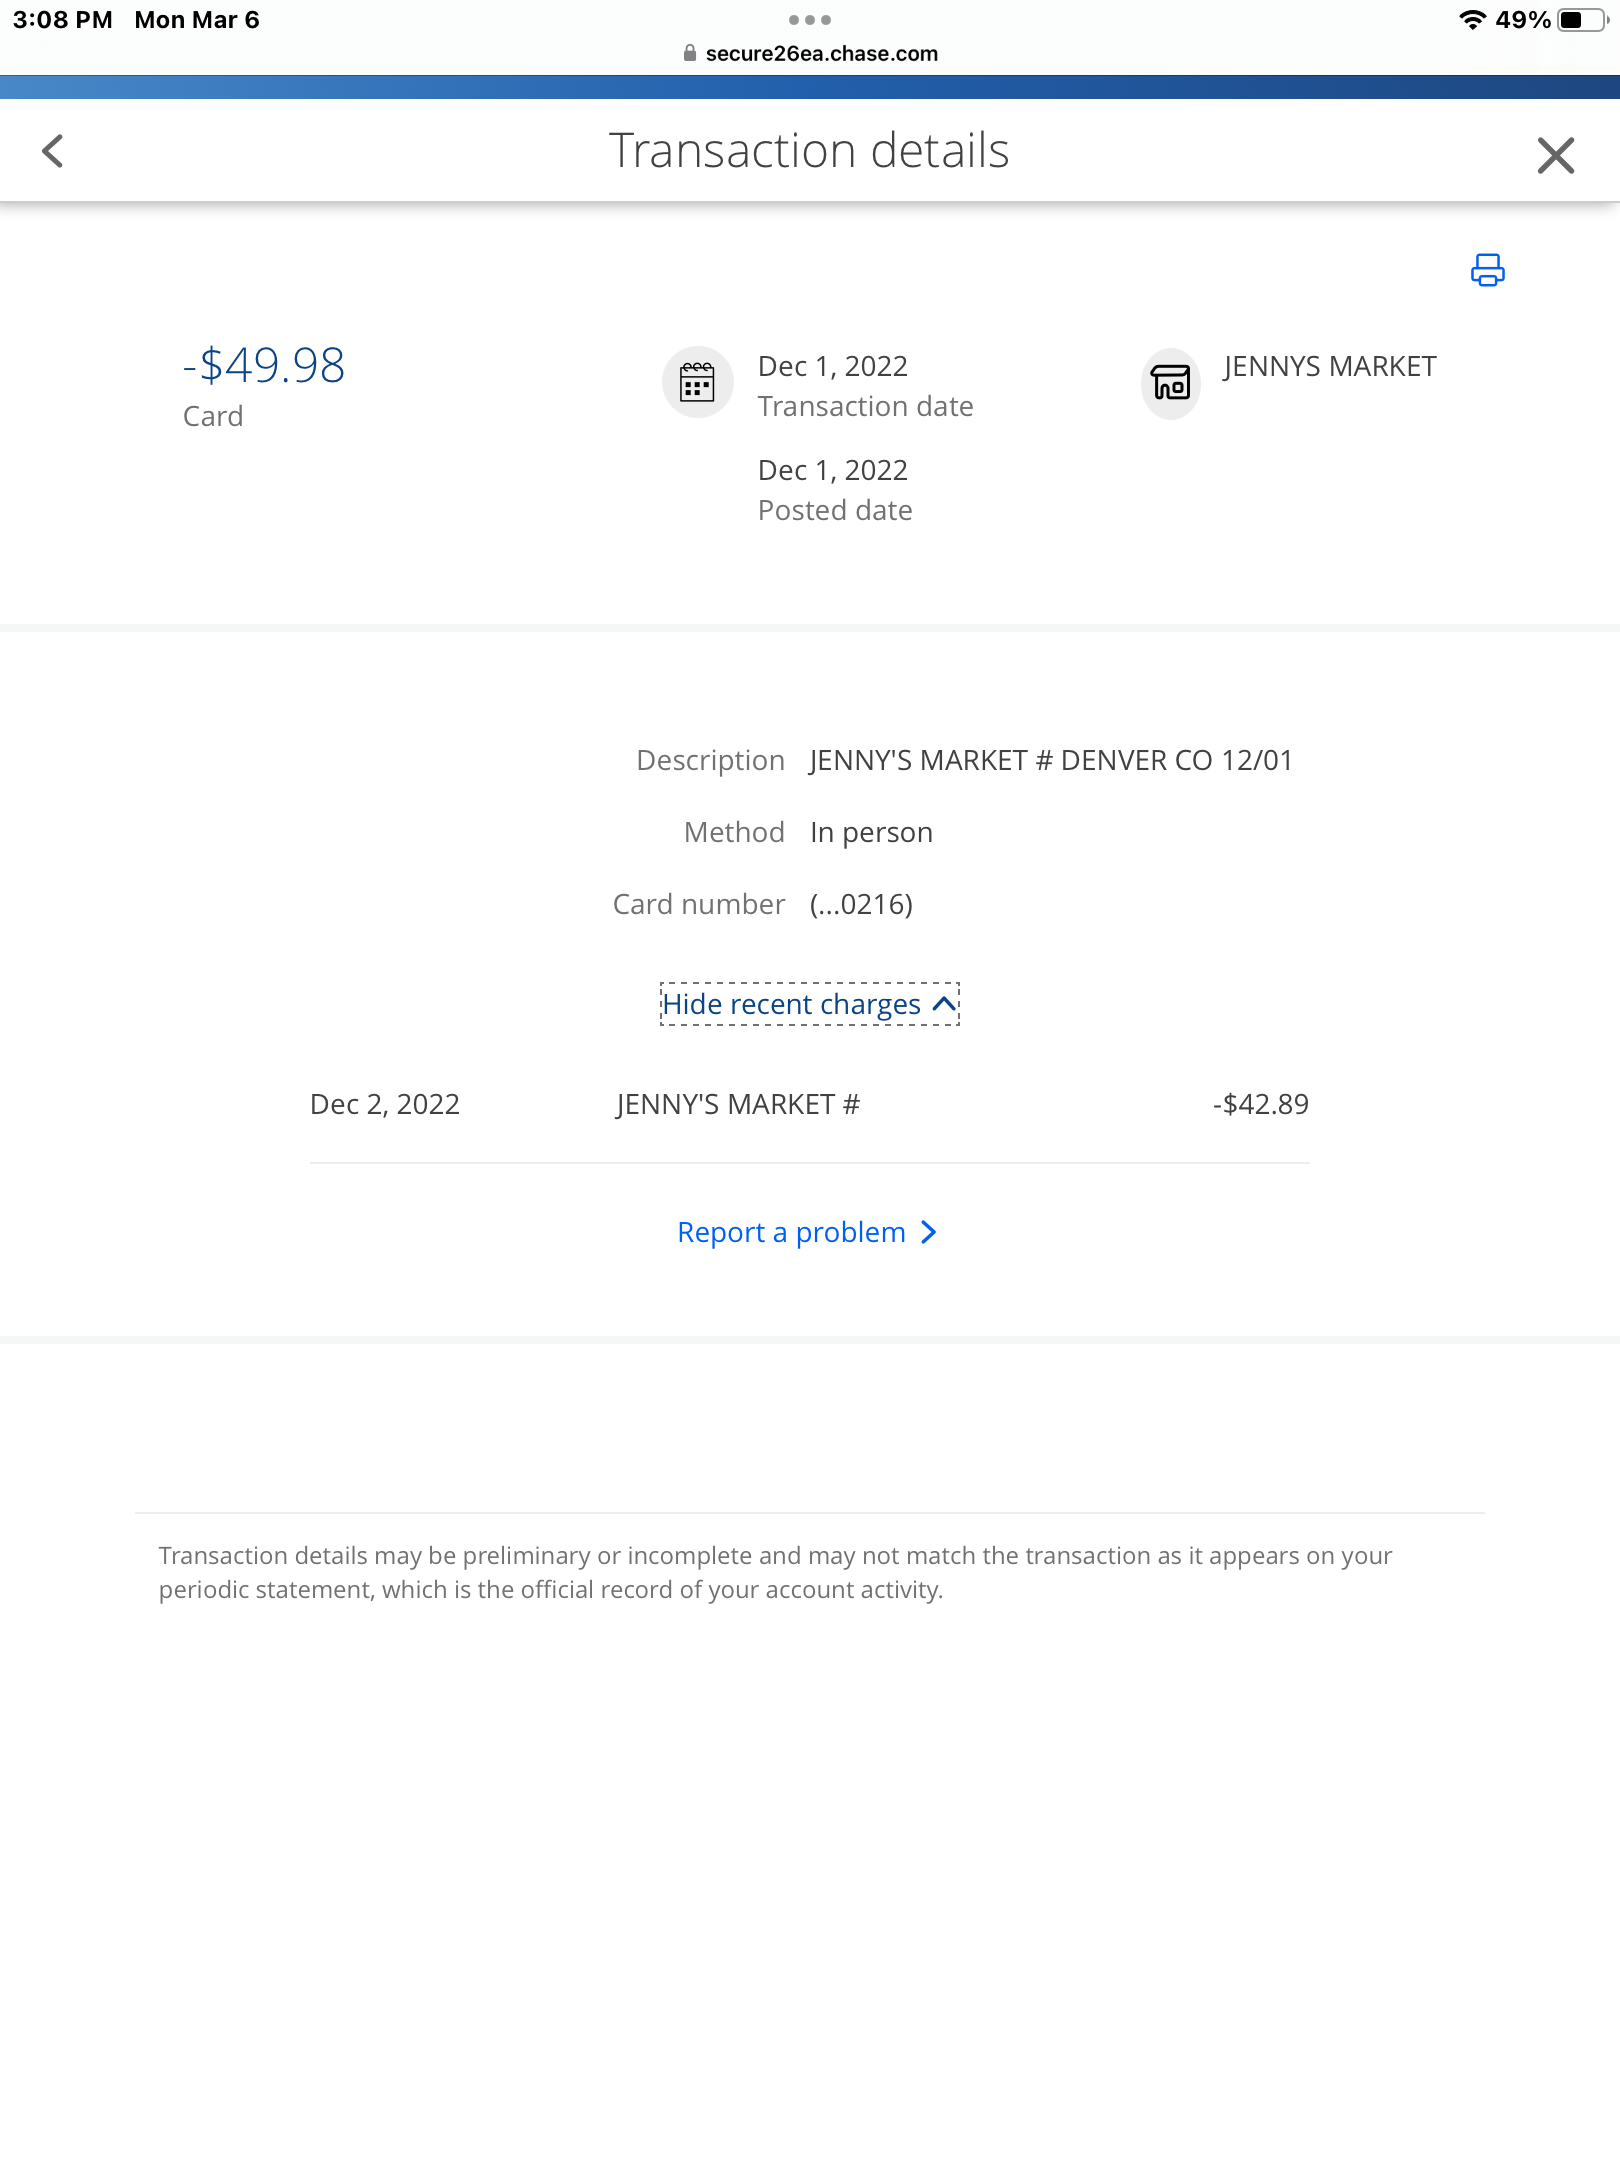 3:08 PM Mon Mar 6
49%
secure26ea.chase.com
Transaction details
-$49.98
Card
Dec 1, 2022
Transaction date
Dec 1, 2022
Posted date
JENNYS MARKET
Description JENNY'S MARKET # DENVER CO 12/01
Method In person
Card number (...0216)
Hide recent charges
Dec 2, 2022 JENNY'S MARKET # -$42.89
Report a problem
Transaction details may be preliminary or incomplete and may not match the transaction as it appears on your
periodic statement, which is the official record of your account activity.